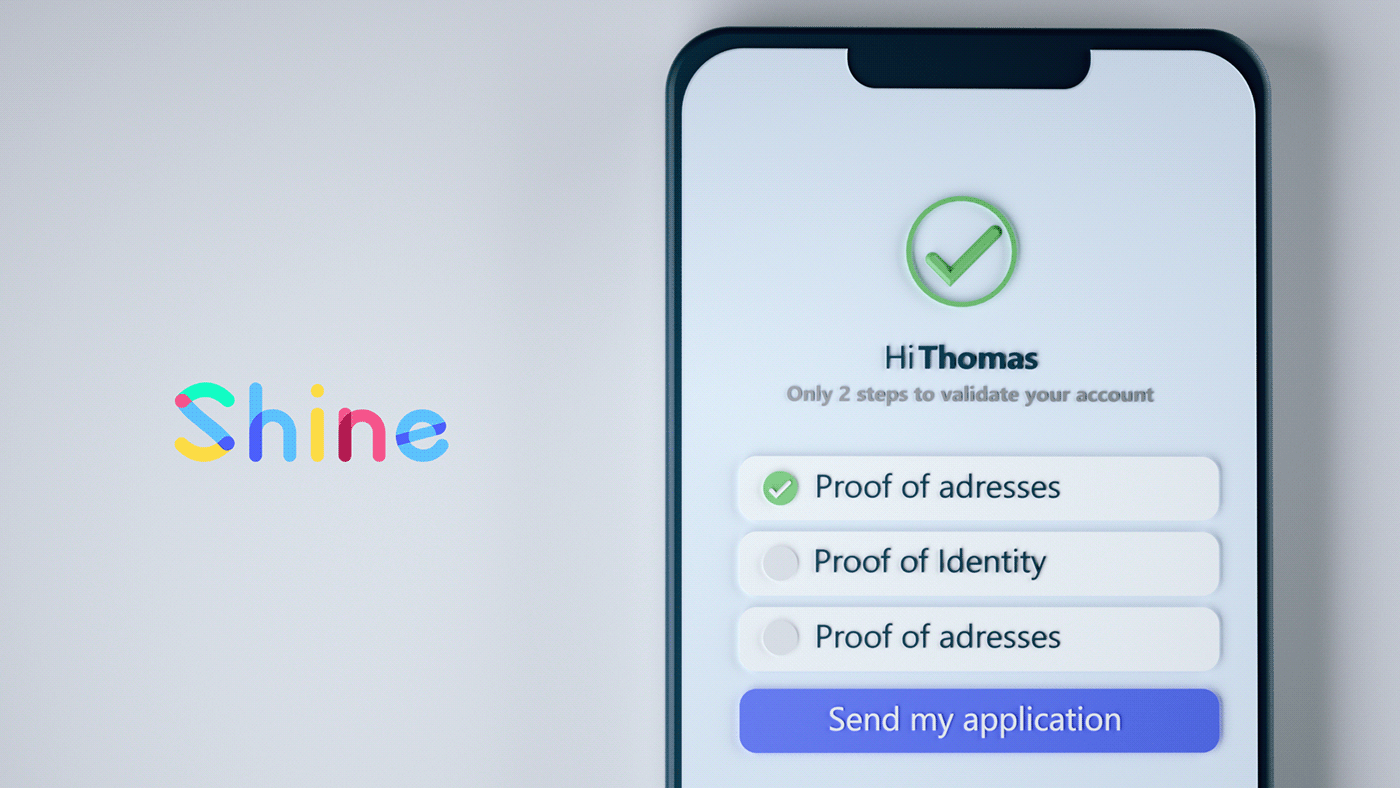 Shine
Hi Thomas
Only 2 steps to validate your account
Proof of adresses
Proof of Identity
Proof of adresses
Send my application